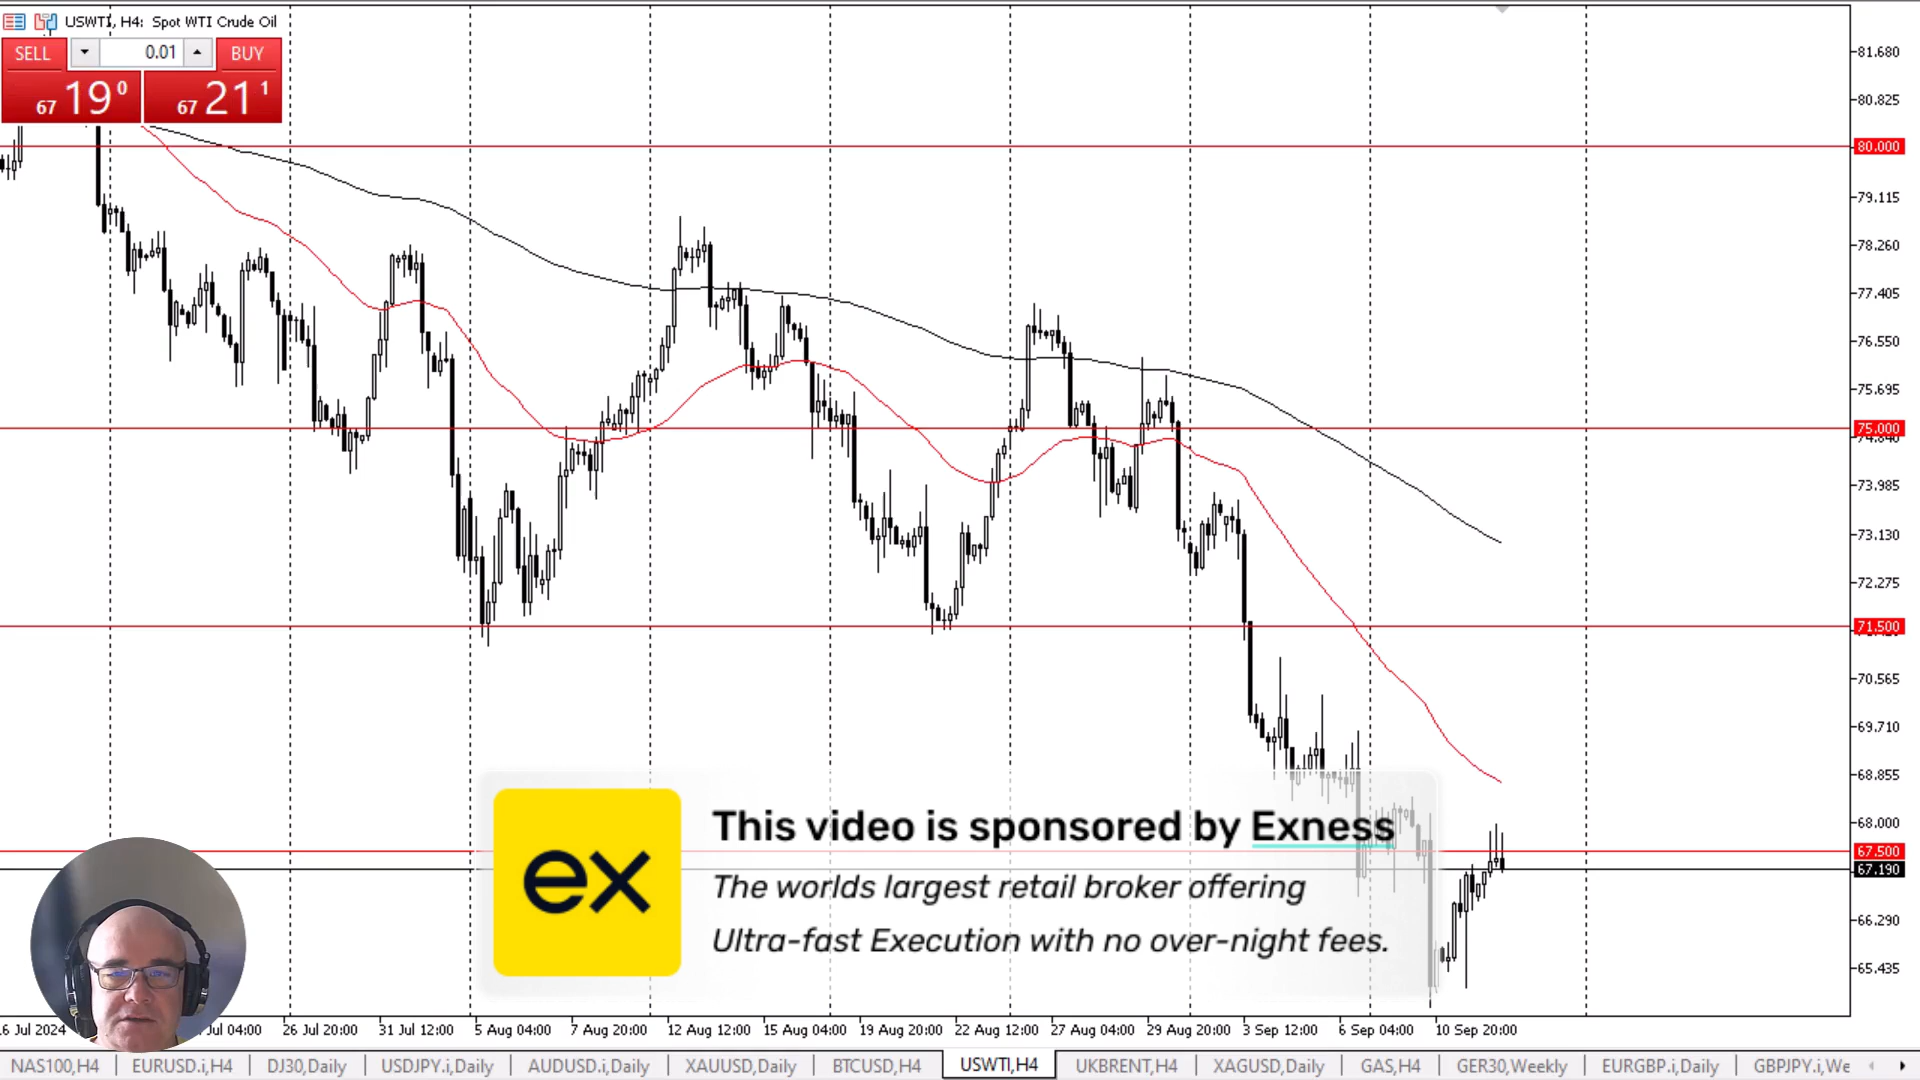 USWTI, H4: Spot WTI Crude Oil
SELL 0.01 BUY
67 19 0 67 21 1
81.680
80.825
80.000
79.115
78.260
77.405
76.550
75.695
75.000
73.985
73.130
72.275
71.500
70.565
69.710
68.855
68.000
67.500
67.190
66.290
65.435
ex
This video is sponsored by Exness
The worlds largest retail broker offering
Ultra-fast Execution with no over-night fees.
16 Jul 2024 Jul 04:00 26 Jul 20:00 31 Jul 12:00 5 Aug 04:00 7 Aug 20:00 12 Aug 12:00 15 Aug 04:00 19 Aug 20:00 22 Aug 12:00 27 Aug 04:00 29 Aug 20:00 3 Sep 12:00 6 Sep 04:00 10 Sep 20:00
NAS100,H4 EURUSD.i,H4 DJ30,Daily USDJPY.i,Daily AUDUSD.i,Daily XAUUSD,Daily BTCUSD,H4 USWTI,H4 UKBRENT,H4 XAGUSD,Daily GAS,H4 GER30,Weekly EURGBP.i,Daily GBPJPY.i,We